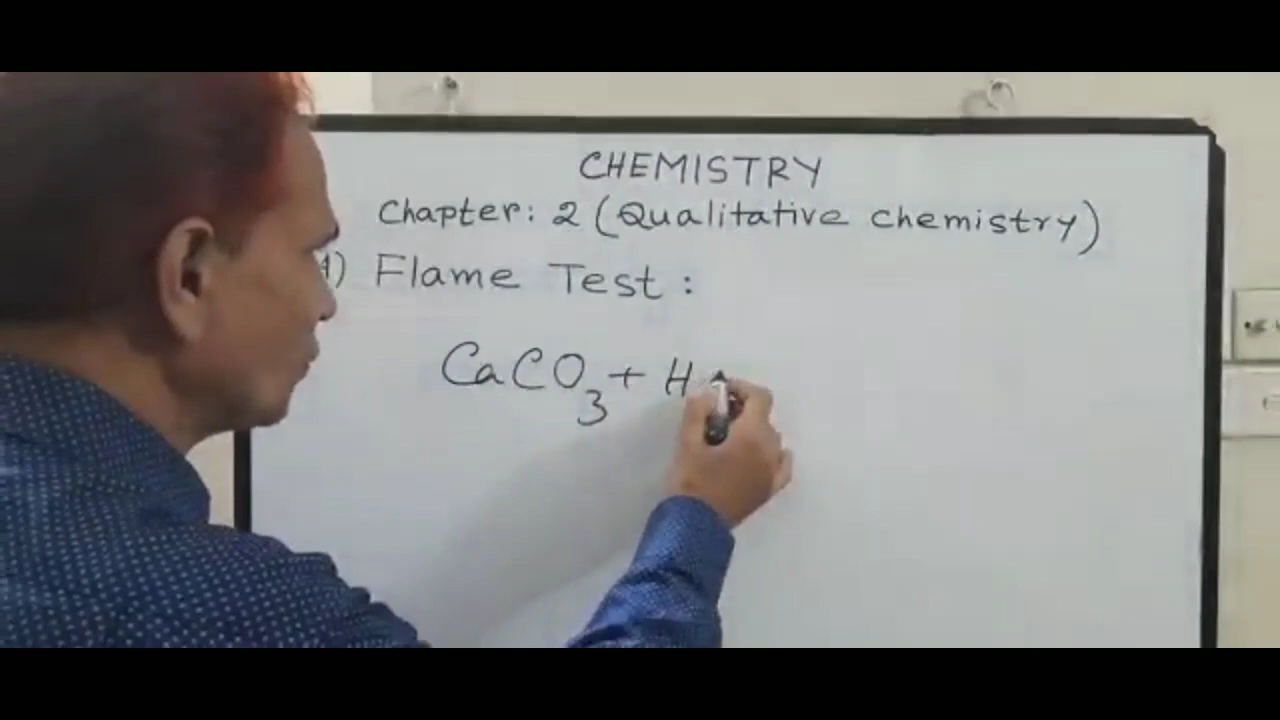 CHEMISTRY
Chapter: 2 (Qualitative chemistry)
A) Flame Test :
CaCO3 + H